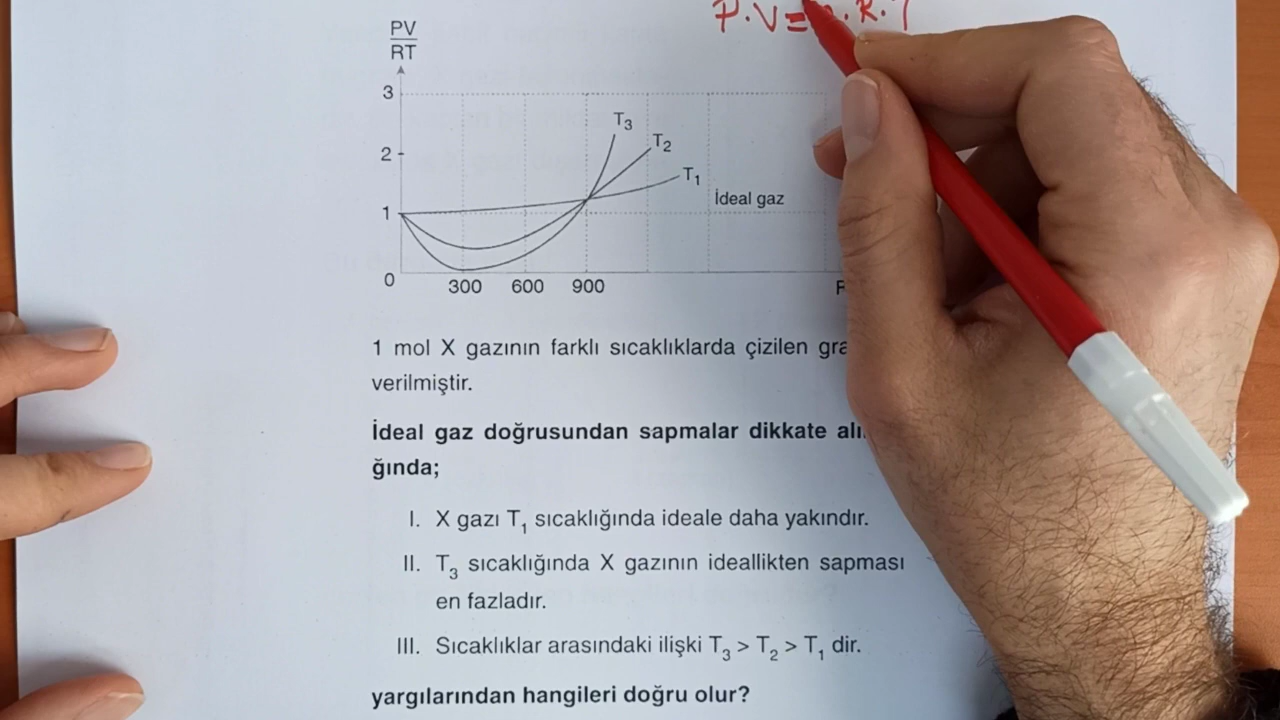 P.V=n.R.T
PV
RT
3
T3
2
T2
T1
İdeal gaz
1
0
300 600 900
1 mol X gazının farklı sıcaklıklarda çizilen
verilmiştir.
İdeal gaz doğrusundan sapmalar dikkate
ğında;
I. X gazı T1 sıcaklığında ideale daha yakındır.
II. T3 sıcaklığında X gazının ideallikten sapması
en fazladır.
III. Sıcaklıklar arasındaki ilişki T3 > T2 > T1 dir.
yargılarından hangileri doğru olur?